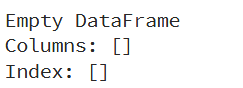 Empty DataFrame
Columns: []
Index: []